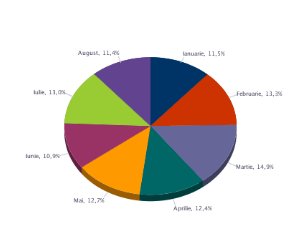 August, 11,4%
Ianuarie, 11,5%
Iulie, 13,0%
Februarie, 13,3%
Iunie, 10,9%
Martie, 14,9%
Mai, 12,7%
Aprilie, 12,4%